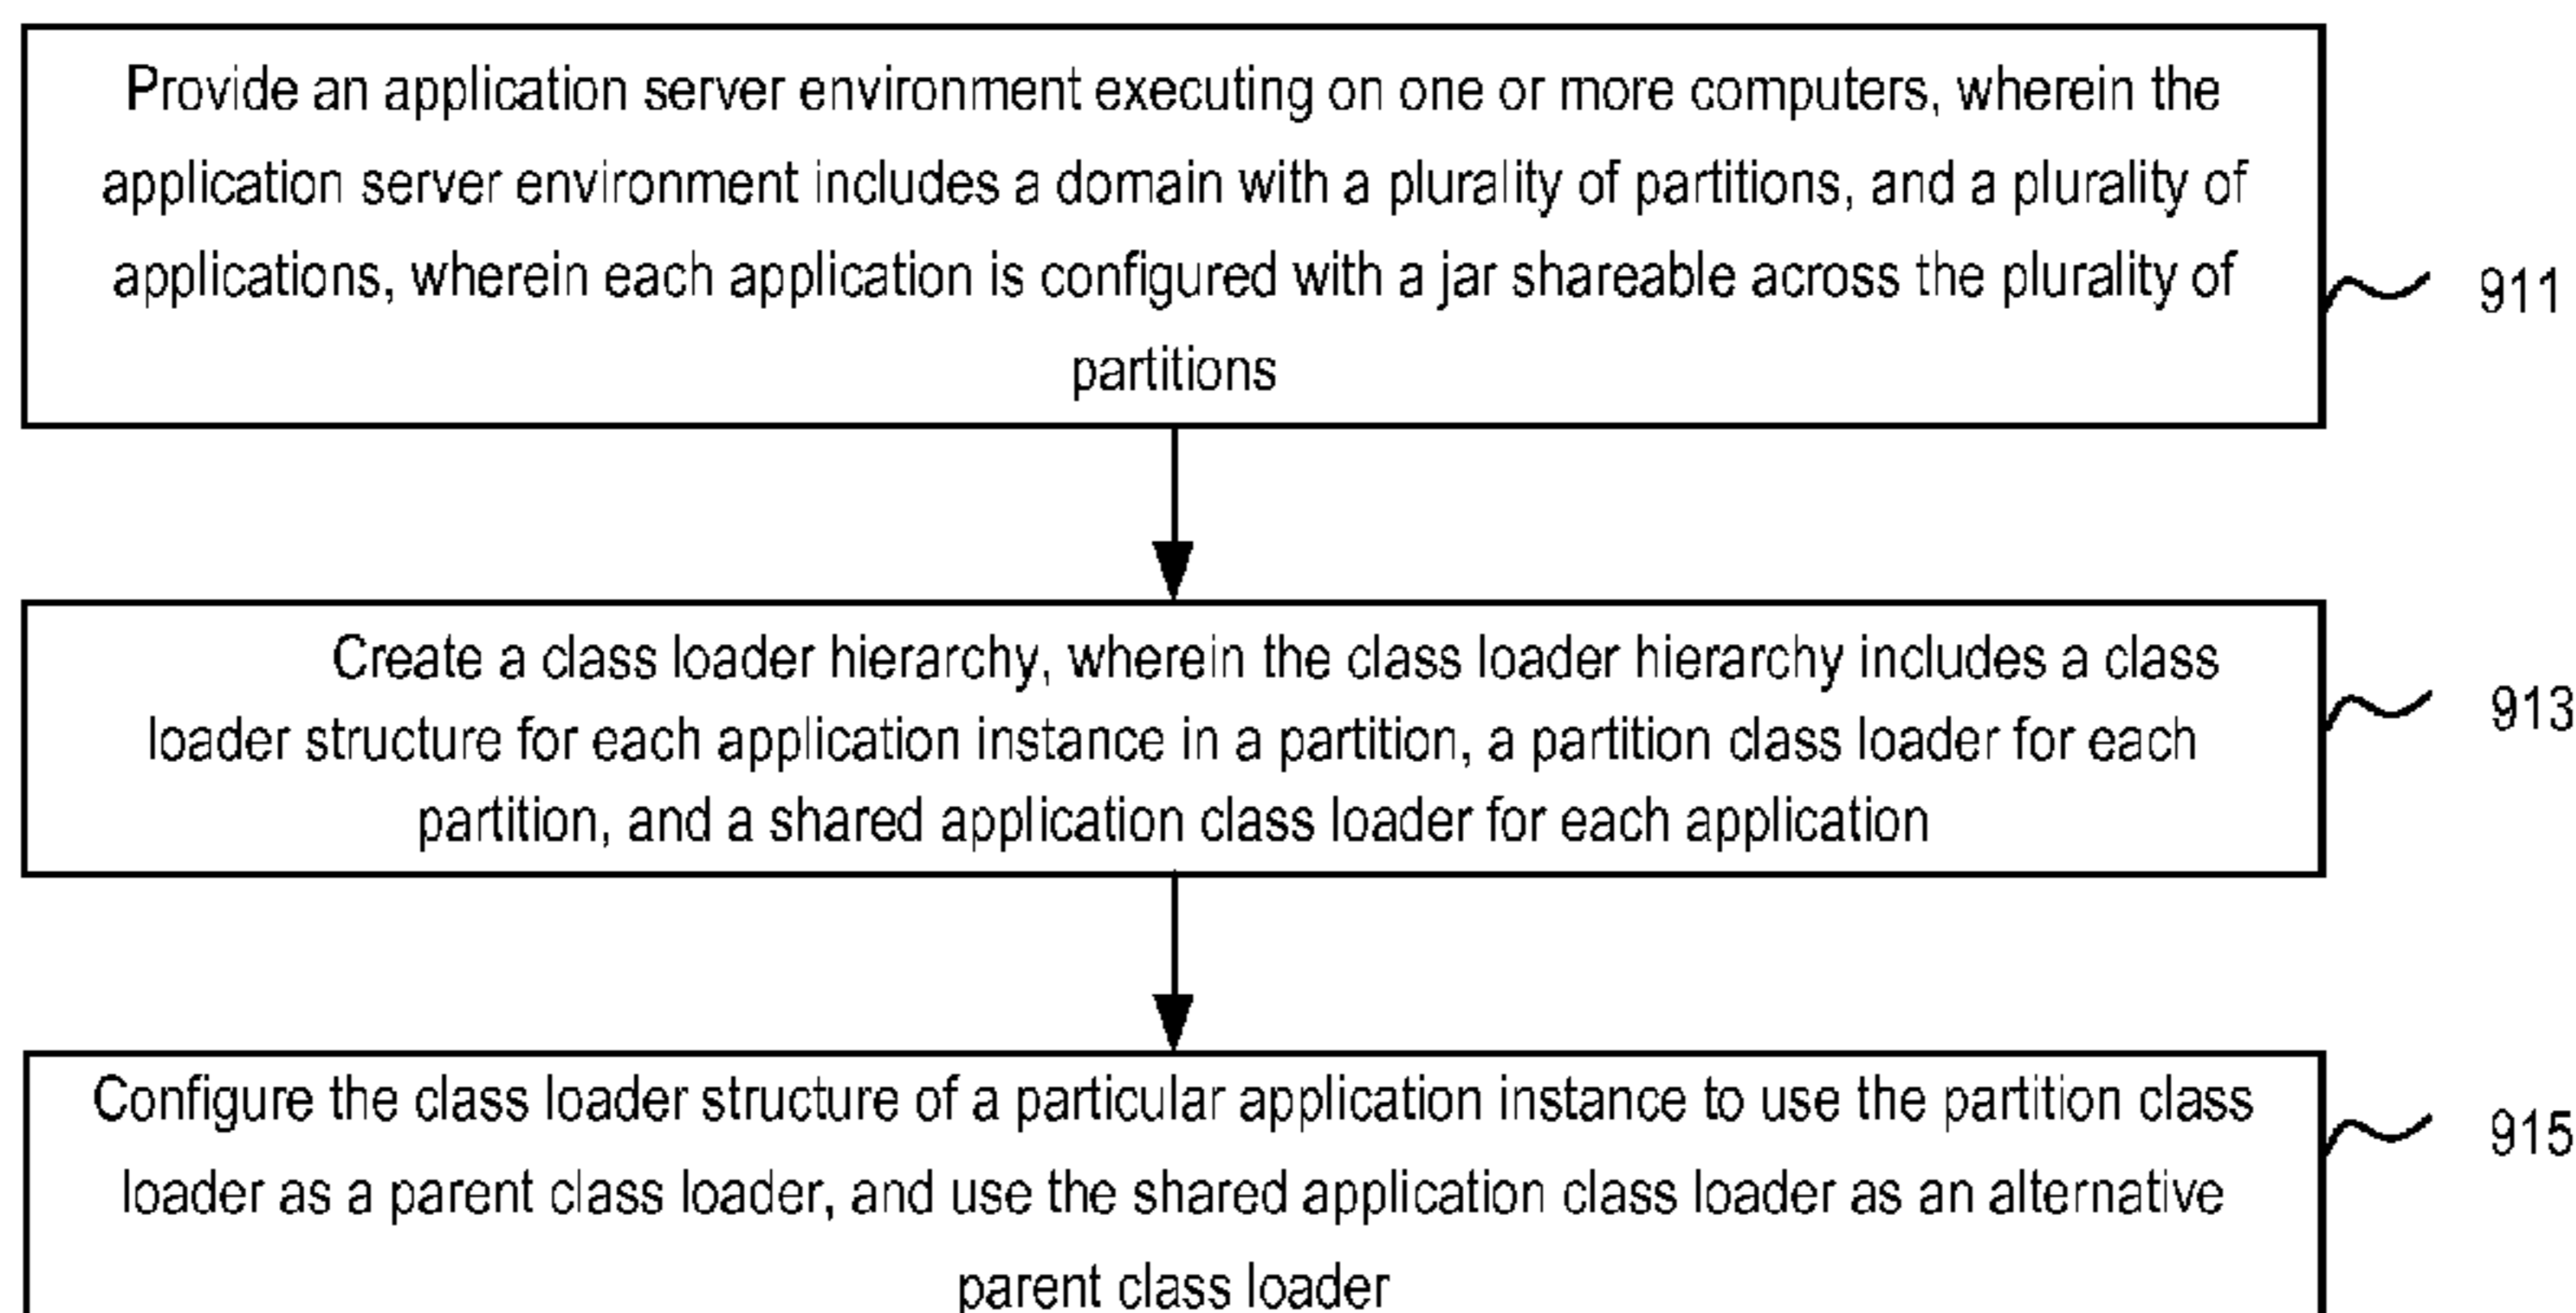 Provide an application server environment executing on one or more computers, wherein the
application server environment includes a domain with a plurality of partitions, and a plurality of
applications, wherein each application is configured with a jar shareable across the plurality of
partitions
911
Create a class loader hierarchy, wherein the class loader hierarchy includes a class
loader structure for each application instance in a partition, a partition class loader for each
partition, and a shared application class loader for each application
913
Configure the class loader structure of a particular application instance to use the partition class
loader as a parent class loader, and use the shared application class loader as an alternative
parent class loader
915